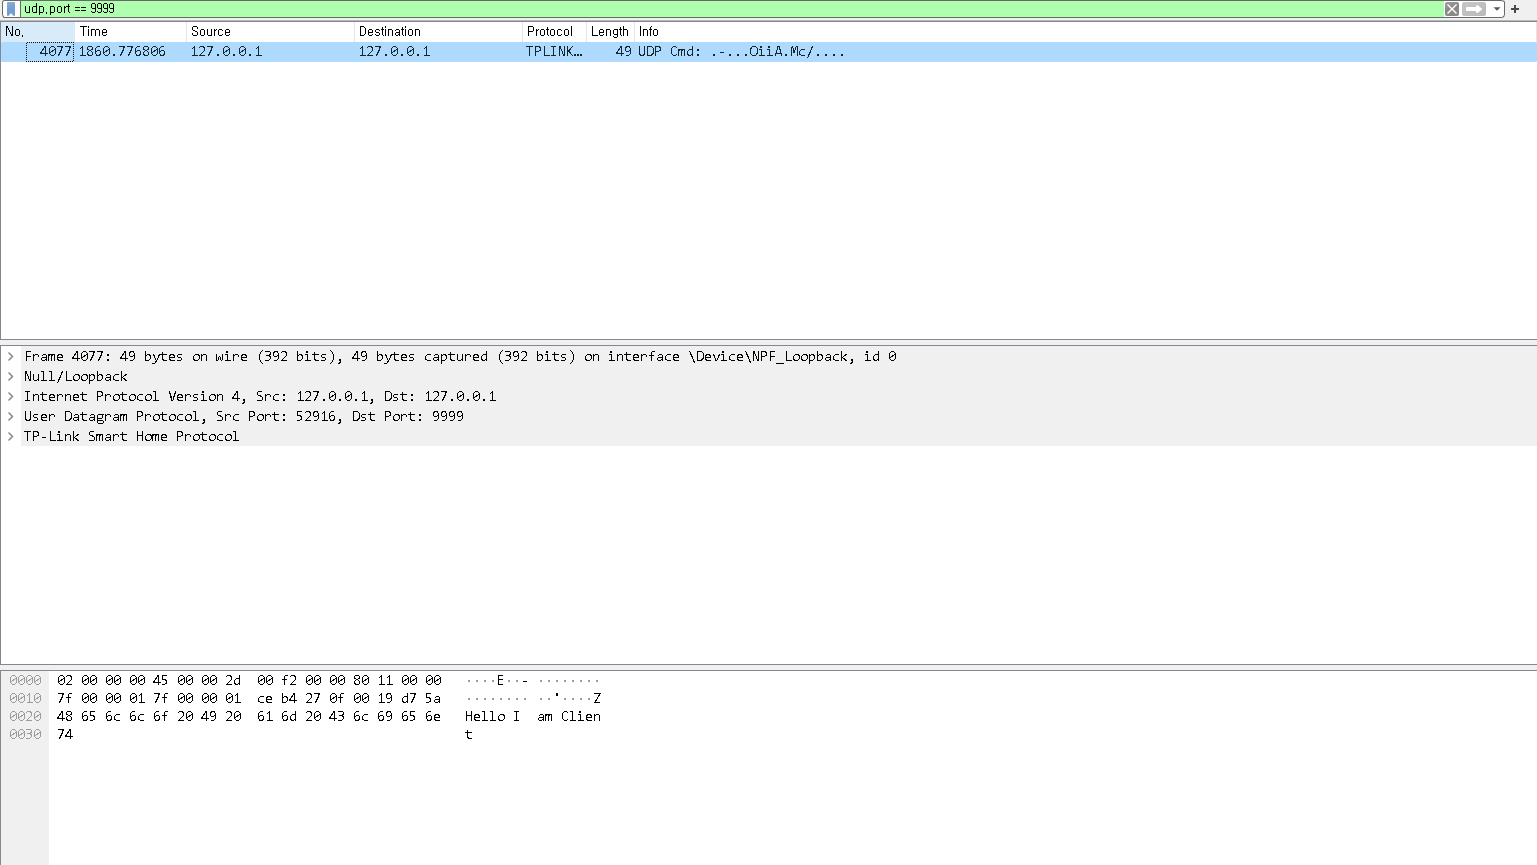 udp.port == 9999
No. Time Source Destination Protocol Length Info
4077 1860.776806 127.0.0.1 127.0.0.1 TPLINK… 49 UDP Cmd: .-...OiiA.Mc/....
Frame 4077: 49 bytes on wire (392 bits), 49 bytes captured (392 bits) on interface \Device\NPF_Loopback, id 0
Null/Loopback
Internet Protocol Version 4, Src: 127.0.0.1, Dst: 127.0.0.1
User Datagram Protocol, Src Port: 52916, Dst Port: 9999
TP-Link Smart Home Protocol
0000 02 00 00 00 45 00 00 2d 00 f2 00 00 80 11 00 00 ····E··- ········
0010 7f 00 00 01 7f 00 00 01 ce b4 27 0f 00 19 d7 5a ········ ··'····Z
0020 48 65 6c 6c 6f 20 49 20 61 6d 20 43 6c 69 65 6e Hello I am Clien
0030 74 t